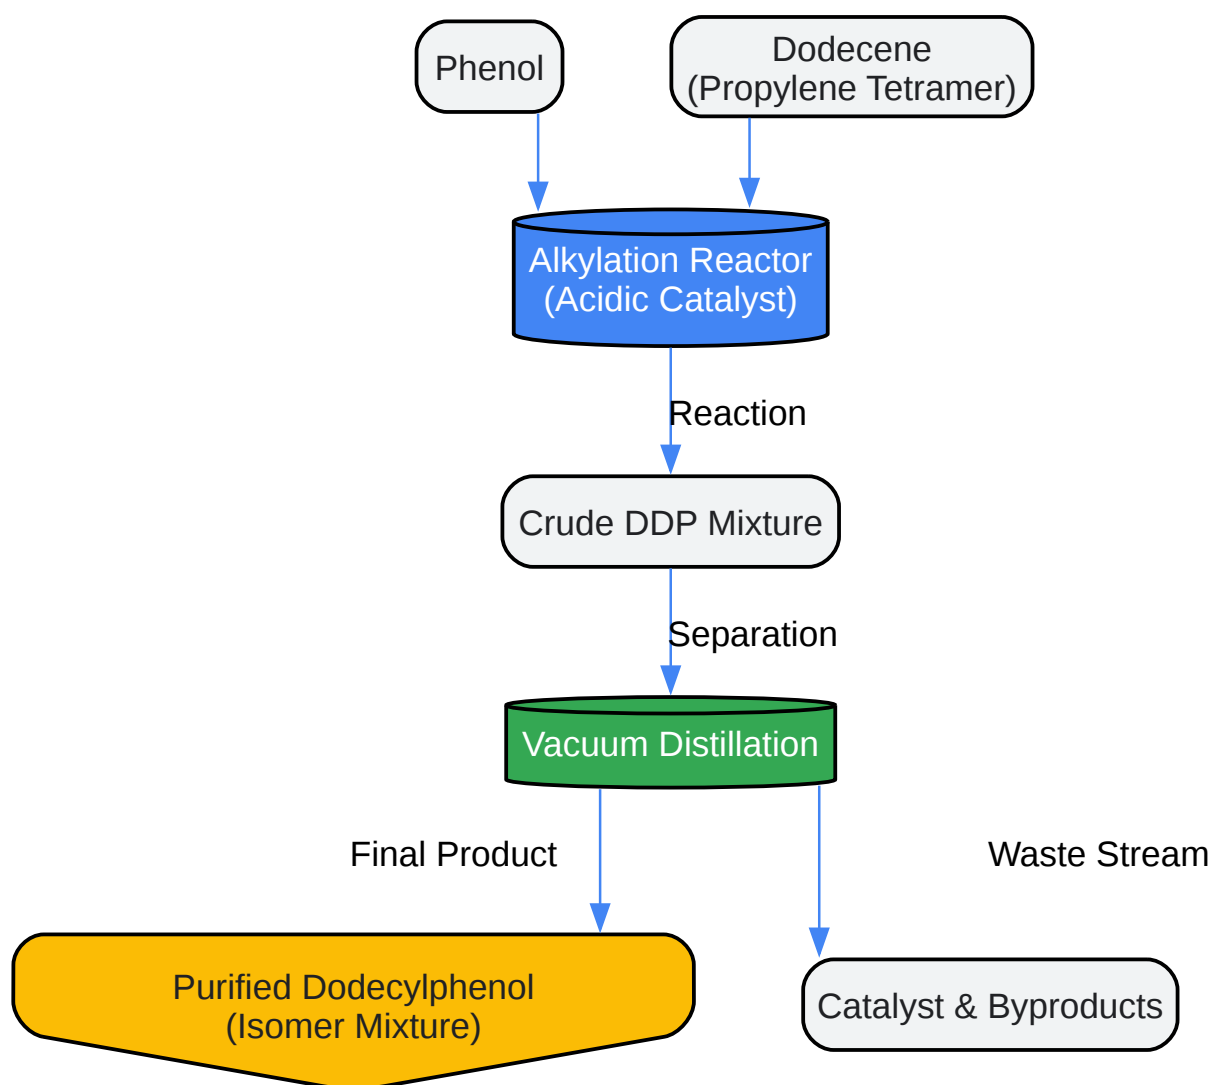 Phenol
Dodecene
(Propylene Tetramer)
Alkylation Reactor
(Acidic Catalyst)
Reaction
Crude DDP Mixture
Separation
Vacuum Distillation
Final Product
Waste Stream
Purified Dodecylphenol
(Isomer Mixture)
Catalyst & Byproducts